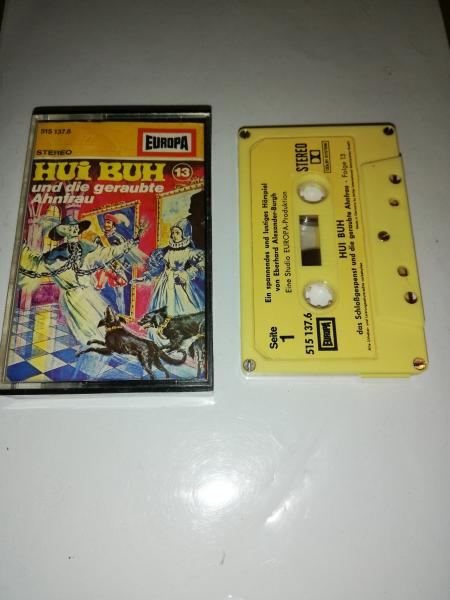 515 137.6
EUROPA
STEREO
HUI BUH 13
und die geraubte
Ahnfrau
STEREO
DOLBY SYSTEM
Ein spannendes und lustiges Hörspiel
von Eberhard Alexander-Burgh
Eine Studio EUROPA-Produktion
HUI BUH
das Schloßgespenst und die geraubte Ahnfrau · Folge 13
Seite
1
515 137.6
EUROPA